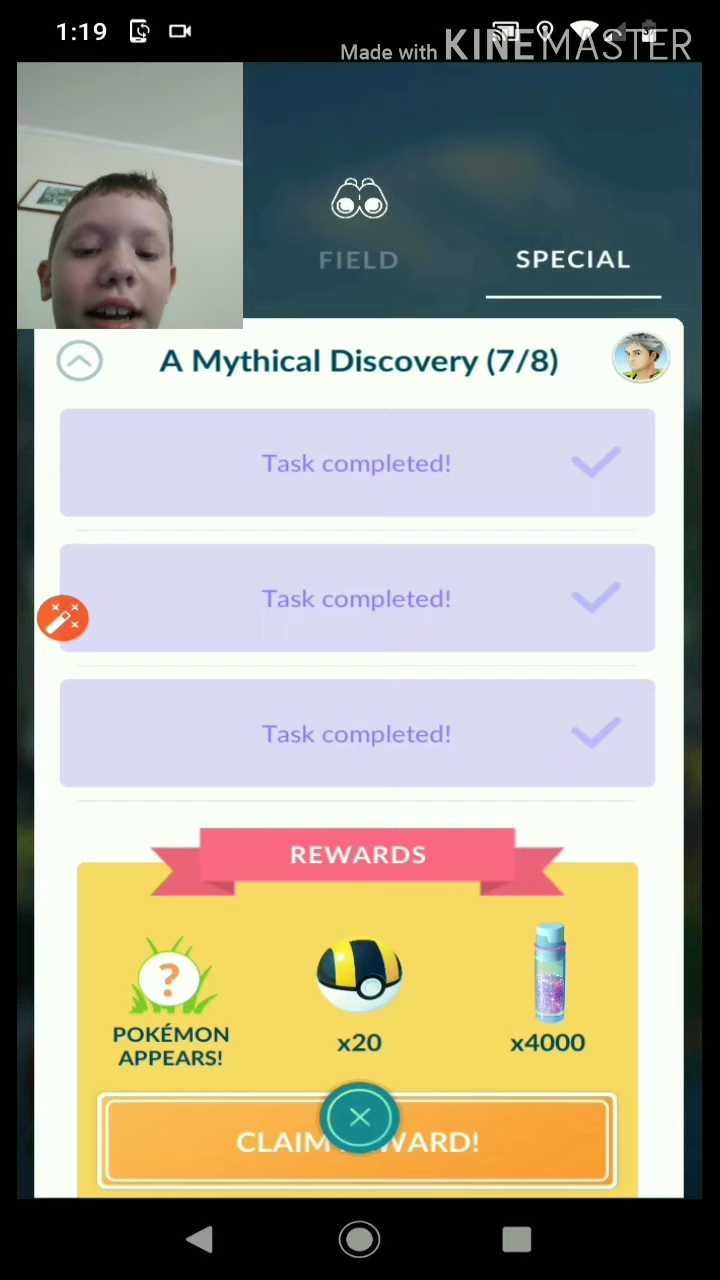 1:19
Made with KINEMASTER
FIELD
SPECIAL
A Mythical Discovery (7/8)
Task completed!
Task completed!
Task completed!
REWARDS
POKÉMON
APPEARS!
x20
x4000
CLAIM REWARD!